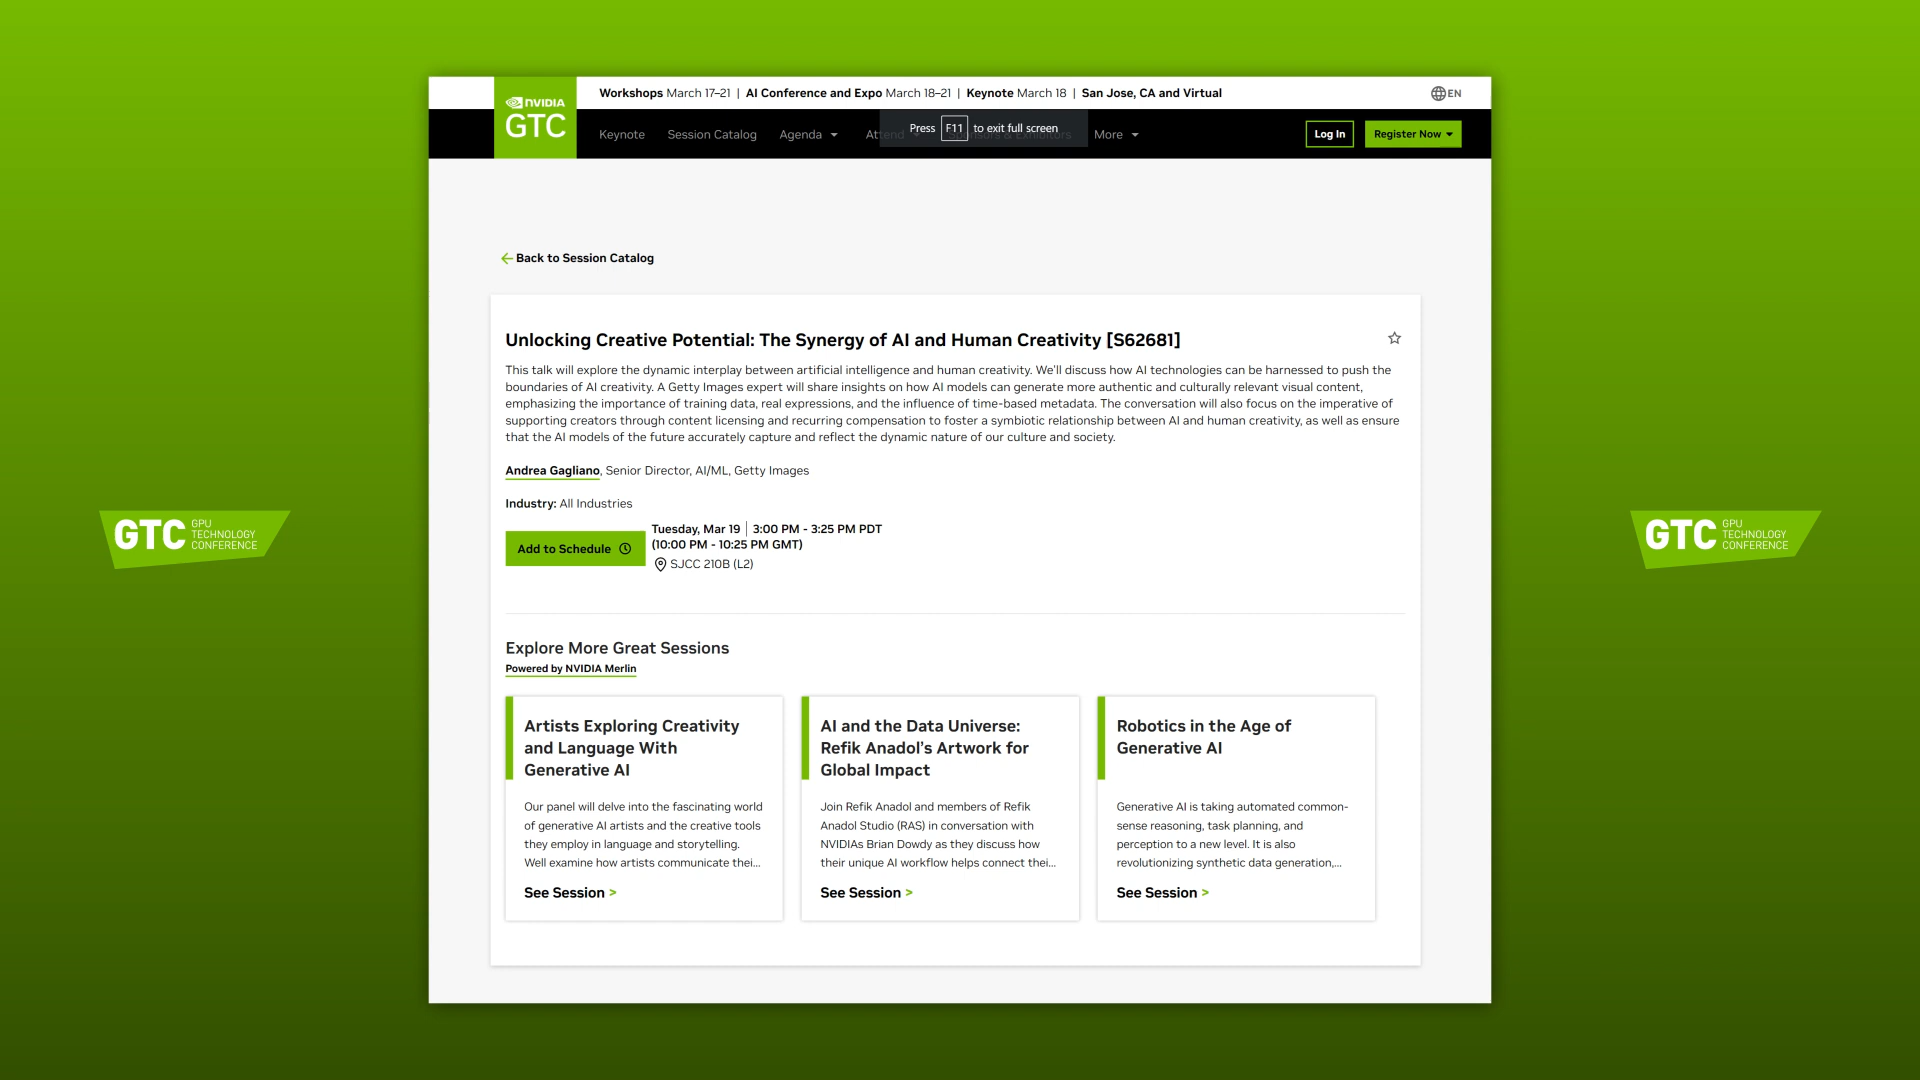 Workshops March 17–21 | AI Conference and Expo March 18–21 | Keynote March 18 | San Jose, CA and Virtual
EN
NVIDIA
GTC
Keynote Session Catalog Agenda Attend Sponsors & Exhibitors More
Press F11 to exit full screen
Log In
Register Now
Back to Session Catalog
Unlocking Creative Potential: The Synergy of AI and Human Creativity [S62681]
This talk will explore the dynamic interplay between artificial intelligence and human creativity. We’ll discuss how AI technologies can be harnessed to push the
boundaries of AI creativity. A Getty Images expert will share insights on how AI models can generate more authentic and culturally relevant visual content,
emphasizing the importance of training data, real expressions, and the influence of time-based metadata. The conversation will also focus on the imperative of
supporting creators through content licensing and recurring compensation to foster a symbiotic relationship between AI and human creativity, as well as ensure
that the AI models of the future accurately capture and reflect the dynamic nature of our culture and society.
Andrea Gagliano, Senior Director, AI/ML, Getty Images
Industry: All Industries
Add to Schedule
Tuesday, Mar 19 | 3:00 PM - 3:25 PM PDT
(10:00 PM - 10:25 PM GMT)
SJCC 210B (L2)
GTC GPU
TECHNOLOGY
CONFERENCE
GTC GPU
TECHNOLOGY
CONFERENCE
Explore More Great Sessions
Powered by NVIDIA Merlin
Artists Exploring Creativity
and Language With
Generative AI
Our panel will delve into the fascinating world
of generative AI artists and the creative tools
they employ in language and storytelling.
Well examine how artists communicate thei...
See Session >
AI and the Data Universe:
Refik Anadol’s Artwork for
Global Impact
Join Refik Anadol and members of Refik
Anadol Studio (RAS) in conversation with
NVIDIAs Brian Dowdy as they discuss how
their unique AI workflow helps connect thei...
See Session >
Robotics in the Age of
Generative AI
Generative AI is taking automated common-
sense reasoning, task planning, and
perception to a new level. It is also
revolutionizing synthetic data generation,...
See Session >